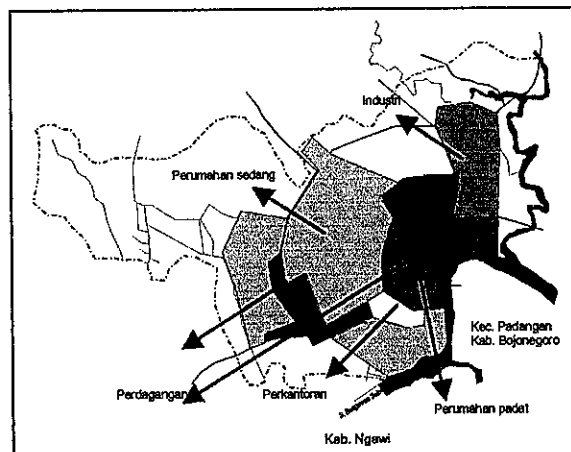 Industri
Perumahan sedang
Kec. Padangan
Kab. Bojonegoro
Perdagangan
Perkantoran
Perumahan padat
Kab. Ngawi